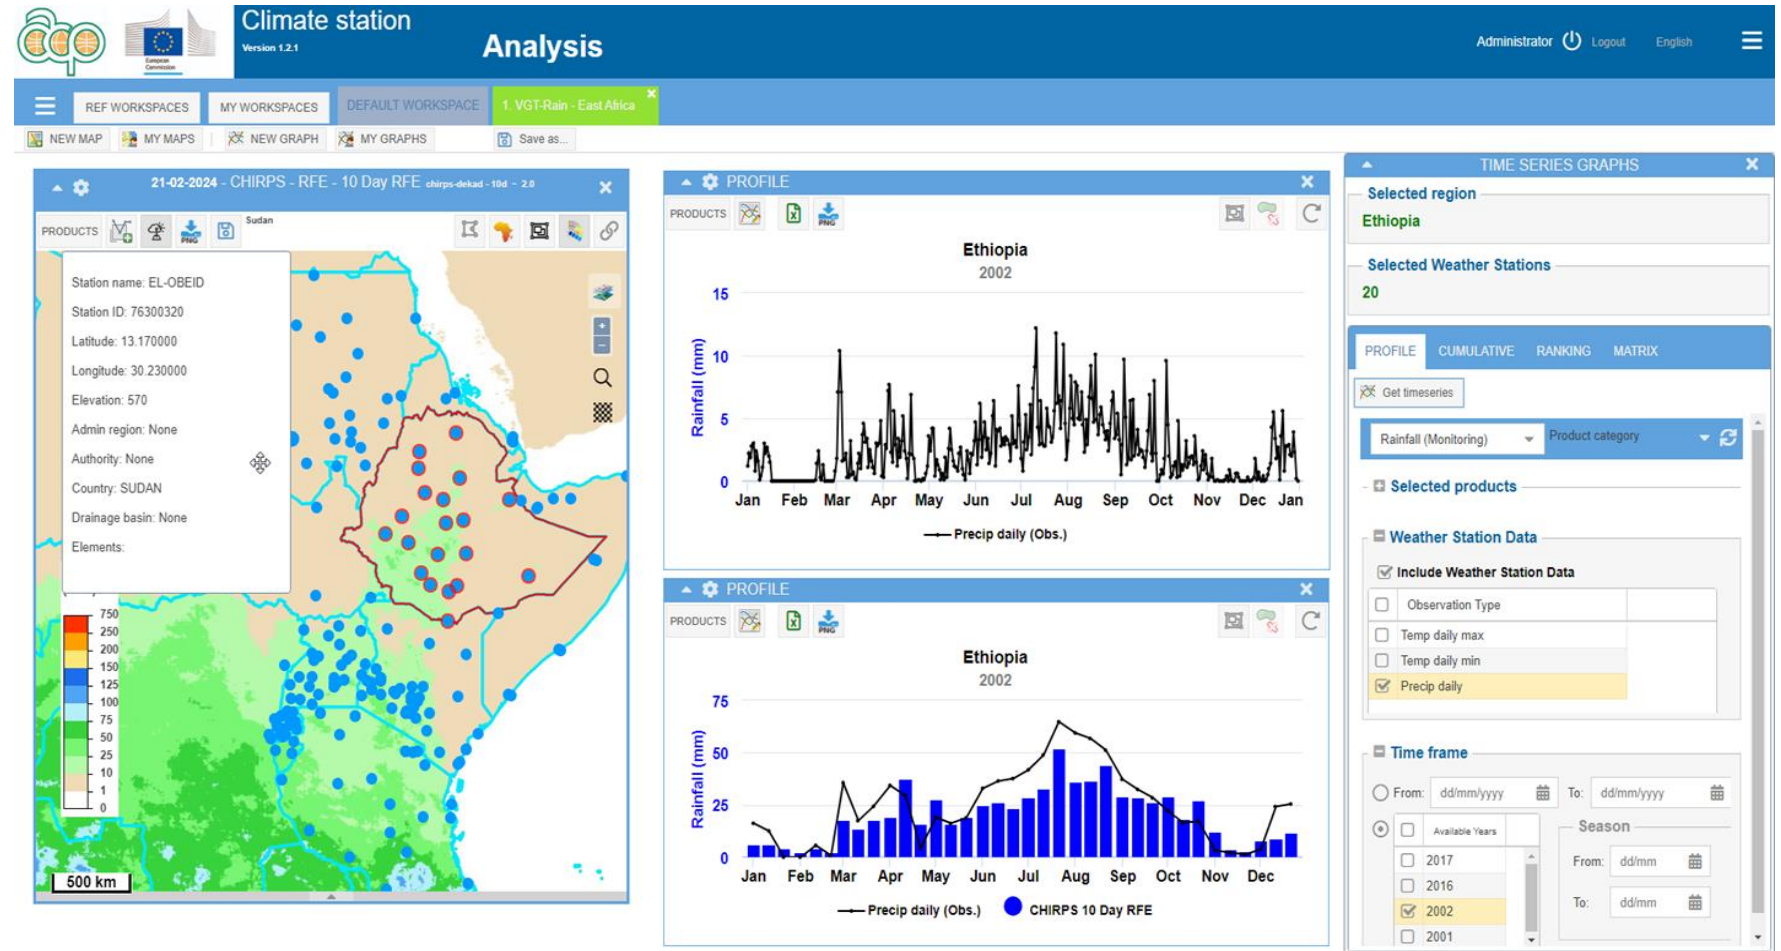 acp
European
Commission
Climate station
Version 1.2.1
Analysis
Administrator Logout English
REF WORKSPACES MY WORKSPACES DEFAULT WORKSPACE 1. VGT-Rain - East Africa
NEW MAP MY MAPS NEW GRAPH MY GRAPHS Save as...
21-02-2024 - CHIRPS - RFE - 10 Day RFE chirps-dekad - 10d - 2.0
PRODUCTS PNG Sudan
Station name: EL-OBEID
Station ID: 76300320
Latitude: 13.170000
Longitude: 30.230000
Elevation: 570
Admin region: None
Authority: None
Country: SUDAN
Drainage basin: None
Elements:
750
250
200
150
125
100
75
50
25
10
1
0
500 km
PROFILE
PRODUCTS PNG
Ethiopia
2002
Rainfall (mm)
15
10
5
0
Jan Feb Mar Apr May Jun Jul Aug Sep Oct Nov Dec Jan
Precip daily (Obs.)
PROFILE
PRODUCTS PNG
Ethiopia
2002
Rainfall (mm)
75
50
25
0
Jan Feb Mar Apr May Jun Jul Aug Sep Oct Nov Dec
Precip daily (Obs.) CHIRPS 10 Day RFE
TIME SERIES GRAPHS
Selected region
Ethiopia
Selected Weather Stations
20
PROFILE CUMULATIVE RANKING MATRIX
Get timeseries
Rainfall (Monitoring) Product category
Selected products
Weather Station Data
Include Weather Station Data
Observation Type
Temp daily max
Temp daily min
Precip daily
Time frame
From: dd/mm/yyyy To: dd/mm/yyyy
Available Years
2017
2016
2002
2001
Season
From: dd/mm
To: dd/mm